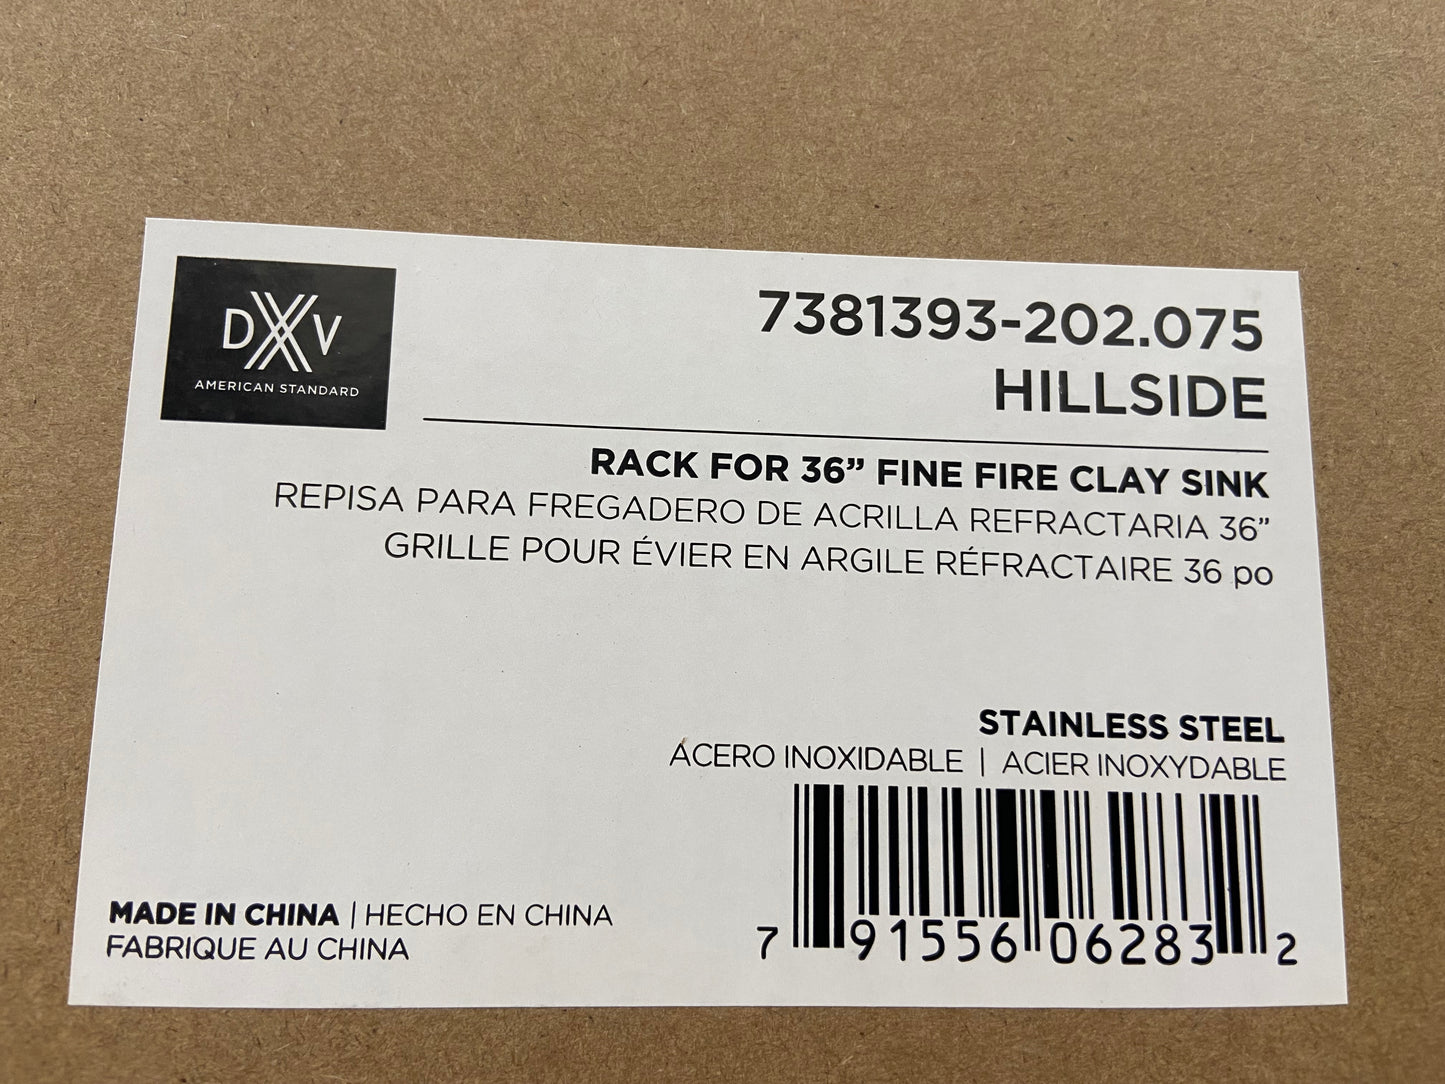 DXV
AMERICAN STANDARD
7381393-202.075
HILLSIDE
RACK FOR 36” FINE FIRE CLAY SINK
REPISA PARA FREGADERO DE ACRILLA REFRACTARIA 36”
GRILLE POUR ÉVIER EN ARGILE RÉFRACTAIRE 36 po
STAINLESS STEEL
ACERO INOXIDABLE | ACIER INOXYDABLE
MADE IN CHINA | HECHO EN CHINA
FABRIQUE AU CHINA
7 91556 06283 2